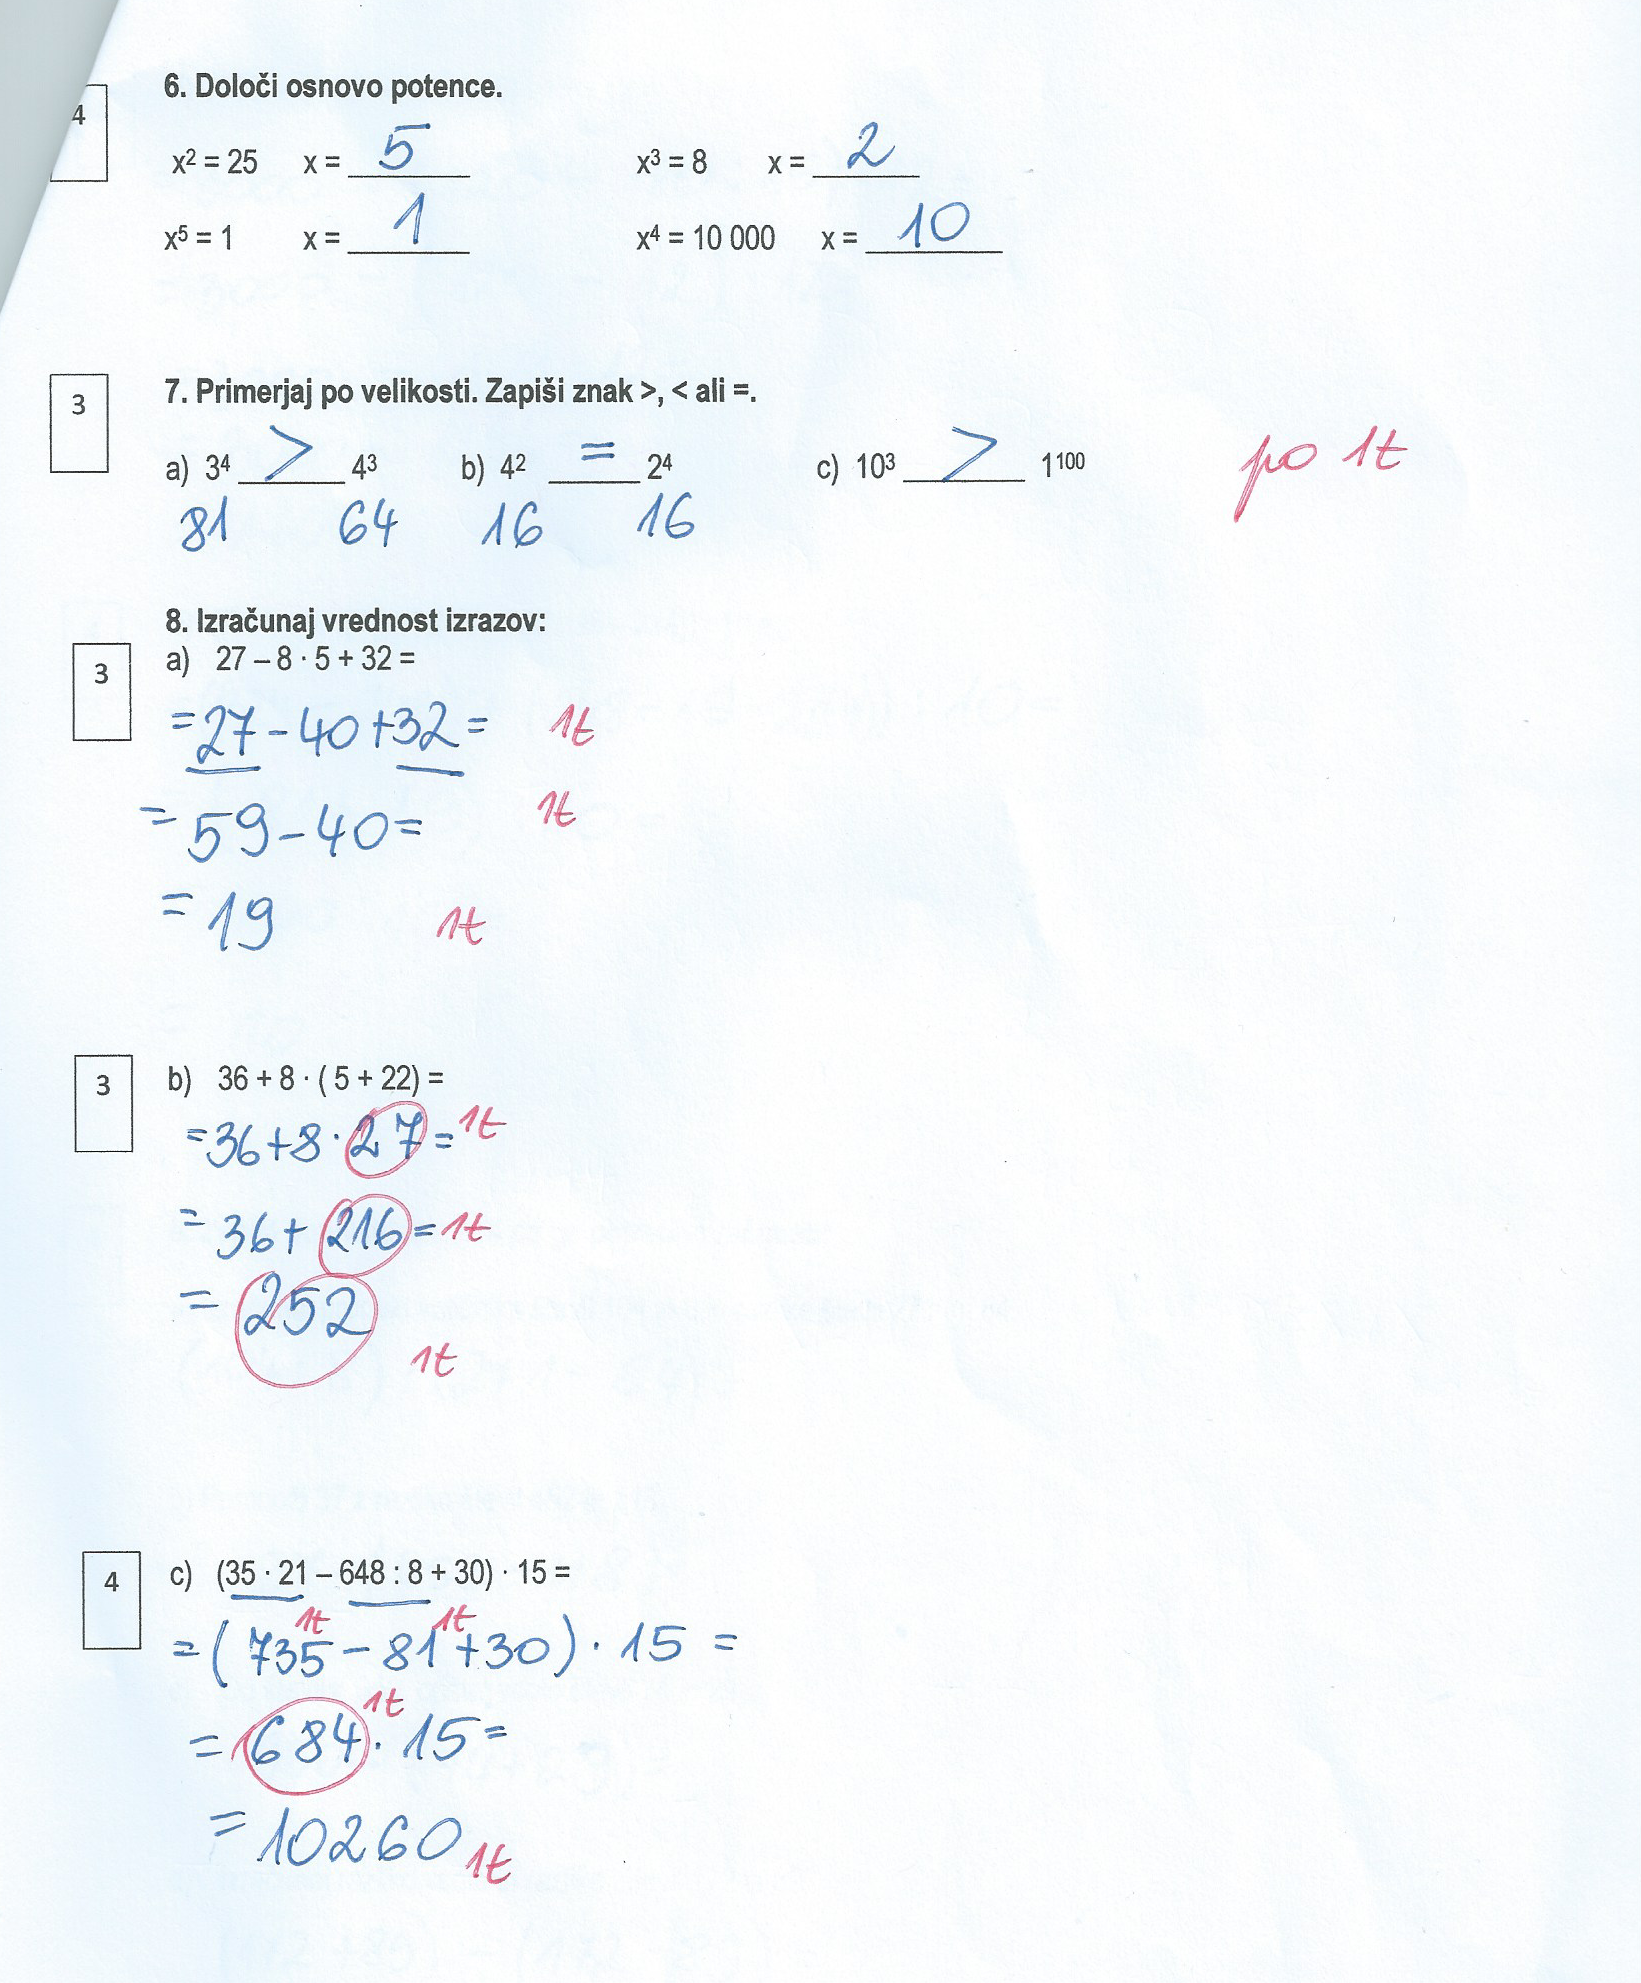 4
6. Določi osnovo potence.
x² = 25 x = 5 x³ = 8 x = 2
x⁵ = 1 x = 1 x⁴ = 10 000 x = 10
3
7. Primerjaj po velikosti. Zapiši znak >, < ali =.
a) 3⁴ > 4³ b) 4² = 2⁴ c) 10³ > 1¹⁰⁰ po 1t
81 64 16 16
8. Izračunaj vrednost izrazov:
3
a) 27 – 8 · 5 + 32 =
= 27 - 40 + 32 = 1t
= 59 - 40 = 1t
= 19 1t
3
b) 36 + 8 · ( 5 + 22) =
= 36 + 8 · 27 = 1t
= 36 + 216 = 1t
= 252
1t
4
c) (35 · 21 – 648 : 8 + 30) · 15 =
1t 1t
= ( 735 - 81 + 30 ) · 15 =
1t
= 684 · 15 =
= 10260 1t